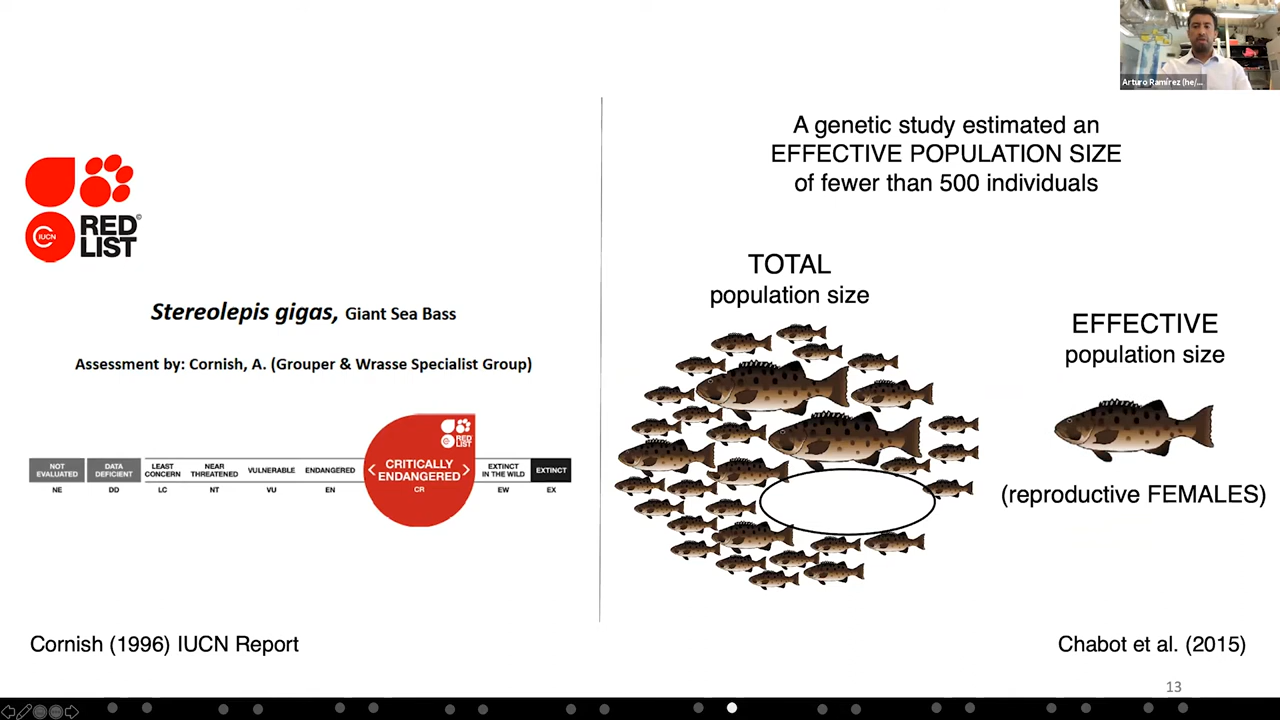 Arturo Ramírez (he/...
A genetic study estimated an
EFFECTIVE POPULATION SIZE
of fewer than 500 individuals
IUCN
RED
LIST
©
Stereolepis gigas, Giant Sea Bass
Assessment by: Cornish, A. (Grouper & Wrasse Specialist Group)
RED
LIST
NOT
EVALUATED
DATA
DEFICIENT
LEAST
CONCERN
NEAR
THREATENED
VULNERABLE
ENDANGERED
< CRITICALLY
ENDANGERED >
EXTINCT
IN THE WILD
EXTINCT
NE
DD
LC
NT
VU
EN
CR
EW
EX
TOTAL
population size
EFFECTIVE
population size
(reproductive FEMALES)
Cornish (1996) IUCN Report
Chabot et al. (2015)
13